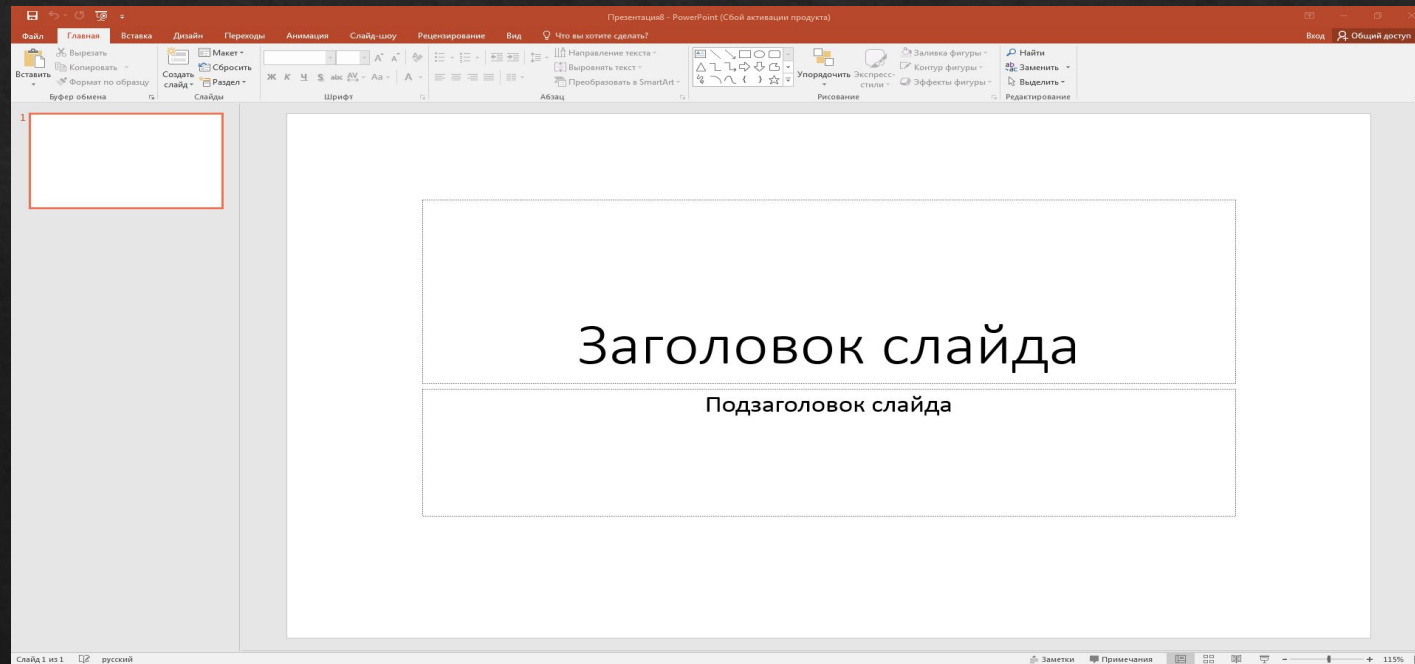 Презентация8 - PowerPoint (Сбой активации продукта)
Файл Главная Вставка Дизайн Переходы Анимация Слайд-шоу Рецензирование Вид Что вы хотите сделать? Вход Общий доступ
Вставить
Вырезать
Копировать
Формат по образцу
Буфер обмена
Создать слайд
Макет
Сбросить
Раздел
Слайды
Ж К Ч S abc AV Aa A
Шрифт
Направление текста
Выровнять текст
Преобразовать в SmartArt
Абзац
Упорядочить
Экспресс-стили
Заливка фигуры
Контур фигуры
Эффекты фигуры
Рисование
Найти
Заменить
Выделить
Редактирование
1
Заголовок слайда
Подзаголовок слайда
Слайд 1 из 1 русский Заметки Примечания 115%